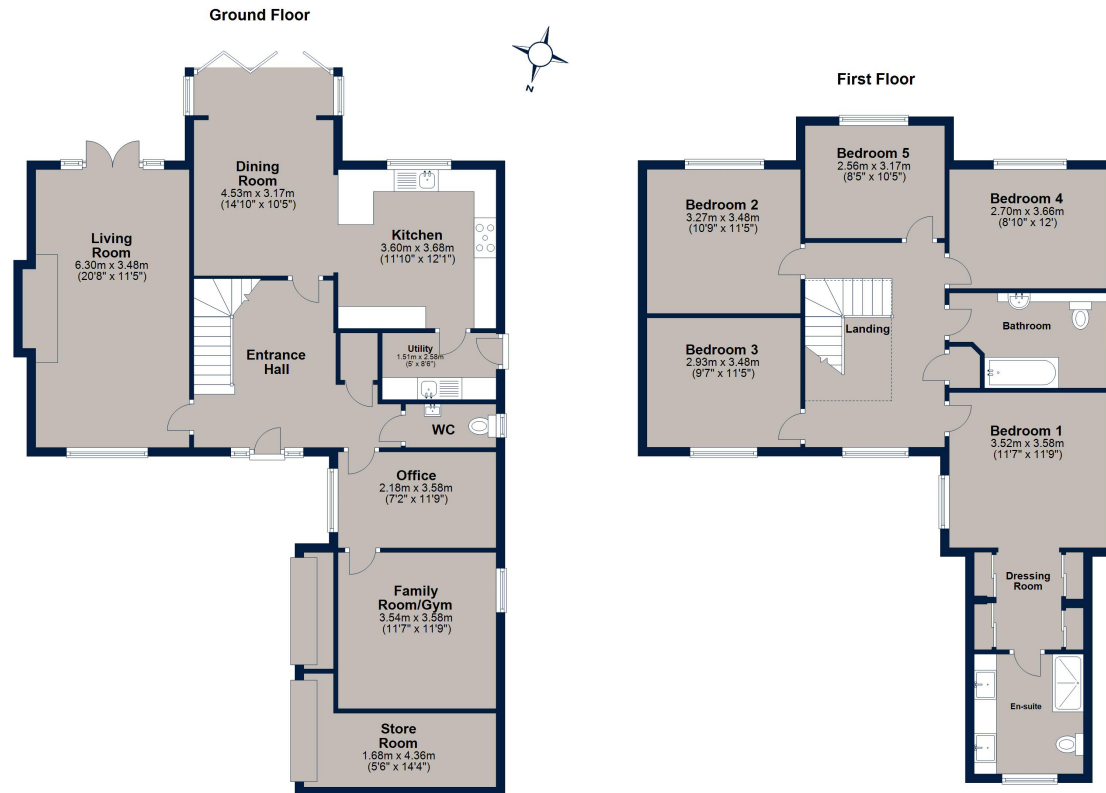 Ground Floor
N
Dining
Room
4.53m x 3.17m
(14'10" x 10'5")
Living
Room
6.30m x 3.48m
(20'8" x 11'5")
Kitchen
3.60m x 3.68m
(11'10" x 12'1")
Entrance
Hall
Utility
1.51m x 2.58m
(5' x 8'6")
WC
Office
2.18m x 3.58m
(7'2" x 11'9")
Family
Room/Gym
3.54m x 3.58m
(11'7" x 11'9")
Store
Room
1.68m x 4.36m
(5'6" x 14'4")
First Floor
Bedroom 5
2.56m x 3.17m
(8'5" x 10'5")
Bedroom 2
3.27m x 3.48m
(10'9" x 11'5")
Bedroom 4
2.70m x 3.66m
(8'10" x 12')
Landing
Bathroom
Bedroom 3
2.93m x 3.48m
(9'7" x 11'5")
Bedroom 1
3.52m x 3.58m
(11'7" x 11'9")
Dressing
Room
En-suite